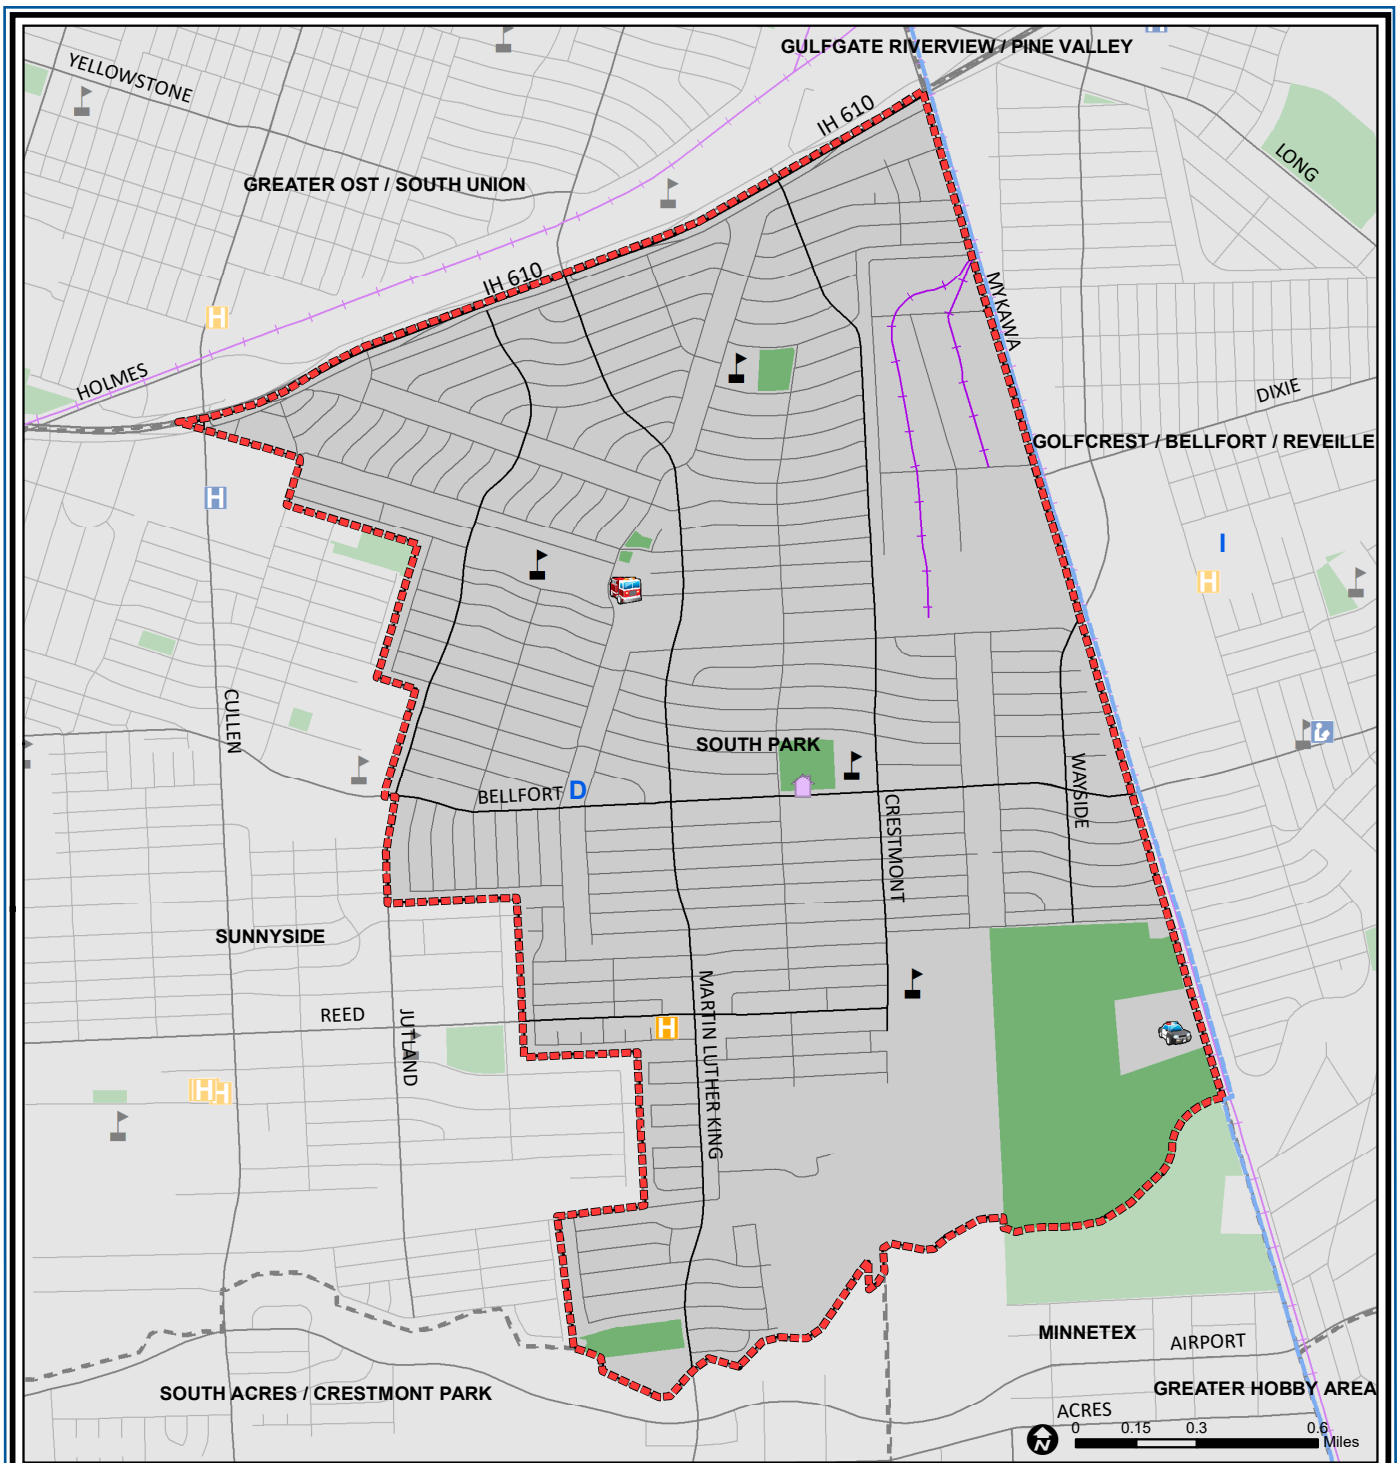 GULFGATE RIVERVIEW / PINE VALLEY
YELLOWSTONE
IH 610
LONG
GREATER OST / SOUTH UNION
IH 610
MYKAWA
H
HOLMES
DIXIE
GOLFCREST / BELLFORT / REVEILLE
H
I
H
CULLEN
SOUTH PARK
WAYSIDE
BELLFORT
D
CRESTMONT
SUNNYSIDE
MARTIN LUTHER KING
REED
JUTLAND
H
H
H
MINNETEX
AIRPORT
SOUTH ACRES / CRESTMONT PARK
GREATER HOBBY AREA
ACRES
N
0 0.15 0.3 0.6
Miles